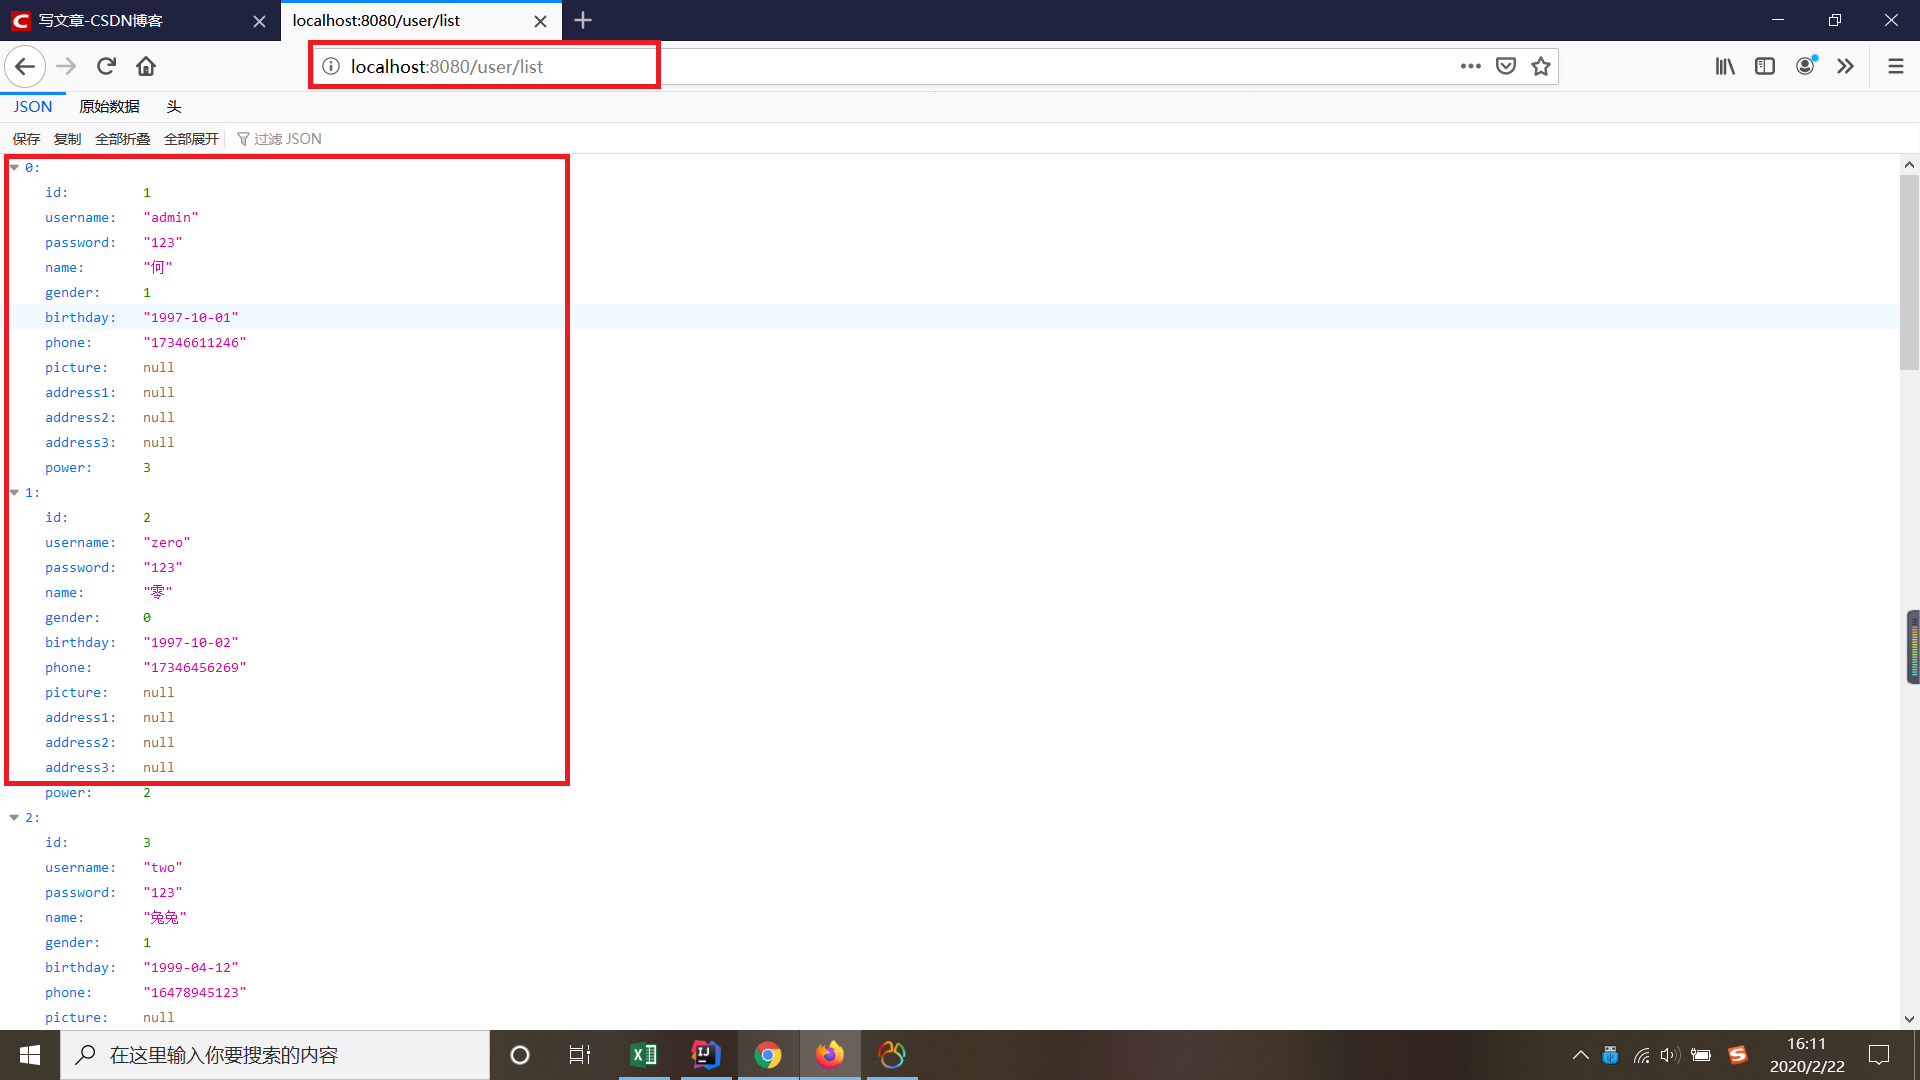 写文章-CSDN博客
localhost:8080/user/list
localhost:8080/user/list
JSON 原始数据 头
保存 复制 全部折叠 全部展开 过滤 JSON
0:
id: 1
username: "admin"
password: "123"
name: "何"
gender: 1
birthday: "1997-10-01"
phone: "17346611246"
picture: null
address1: null
address2: null
address3: null
power: 3
1:
id: 2
username: "zero"
password: "123"
name: "零"
gender: 0
birthday: "1997-10-02"
phone: "17346456269"
picture: null
address1: null
address2: null
address3: null
power: 2
2:
id: 3
username: "two"
password: "123"
name: "兔兔"
gender: 1
birthday: "1999-04-12"
phone: "16478945123"
picture: null
在这里输入你要搜索的内容
16:11
2020/2/22